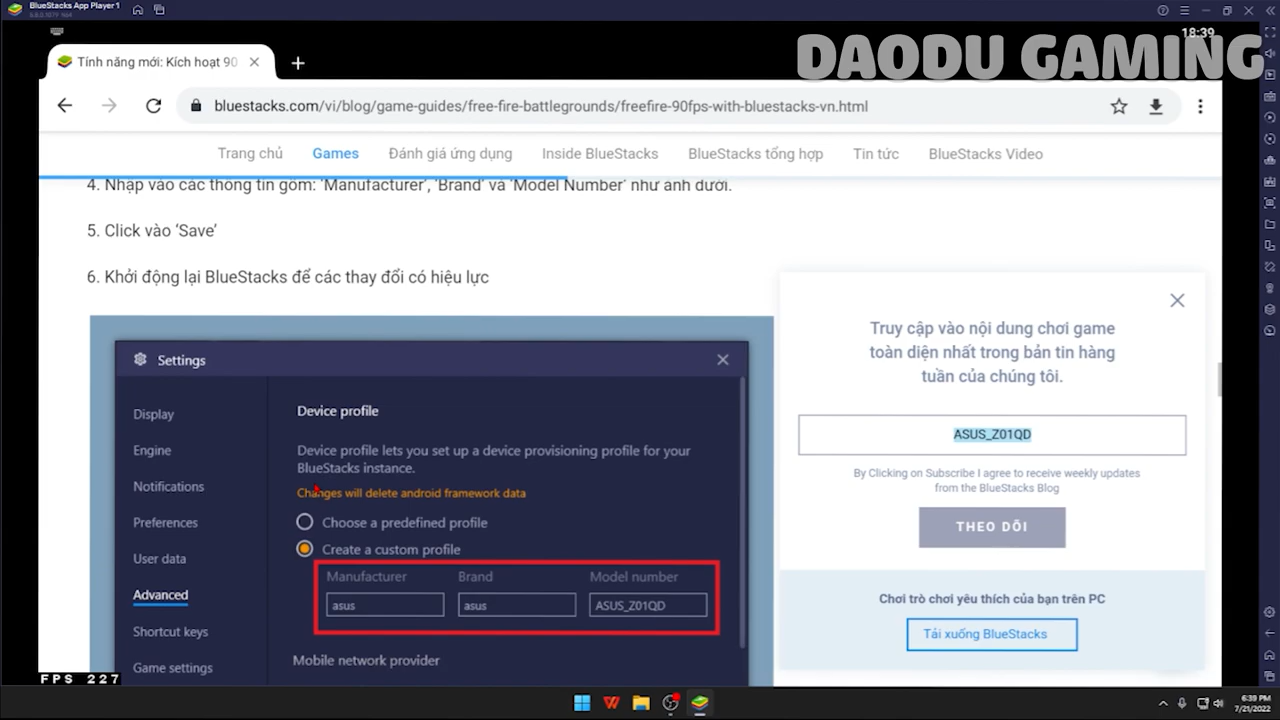 BlueStacks App Player 1
DAODU GAMING
18:39
Tính năng mới: Kích hoạt 90
bluestacks.com/vi/blog/game-guides/free-fire-battlegrounds/freefire-90fps-with-bluestacks-vn.html
Trang chủ Games Đánh giá ứng dụng Inside BlueStacks BlueStacks tổng hợp Tin tức BlueStacks Video
4. Nhập vào các thông tin gồm: 'Manufacturer', 'Brand' và 'Model Number' như ảnh dưới.
5. Click vào 'Save'
6. Khởi động lại BlueStacks để các thay đổi có hiệu lực
Settings
Display
Engine
Notifications
Preferences
User data
Advanced
Shortcut keys
Game settings
Device profile
Device profile lets you set up a device provisioning profile for your
BlueStacks instance.
Changes will delete android framework data
Choose a predefined profile
Create a custom profile
Manufacturer Brand Model number
asus asus ASUS_Z01QD
Mobile network provider
Truy cập vào nội dung chơi game
toàn diện nhất trong bản tin hàng
tuần của chúng tôi.
ASUS_Z01QD
By Clicking on Subscribe I agree to receive weekly updates
from the BlueStacks Blog
THEO DÕI
Chơi trò chơi yêu thích của bạn trên PC
Tải xuống BlueStacks
FPS 227
6:39 PM
7/21/2022